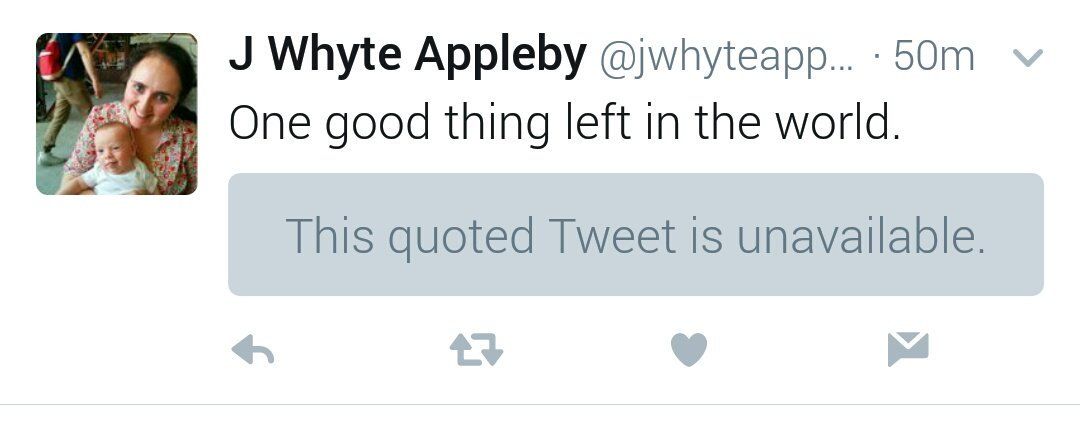 J Whyte Appleby @jwhyteapp... · 50m
One good thing left in the world.
This quoted Tweet is unavailable.